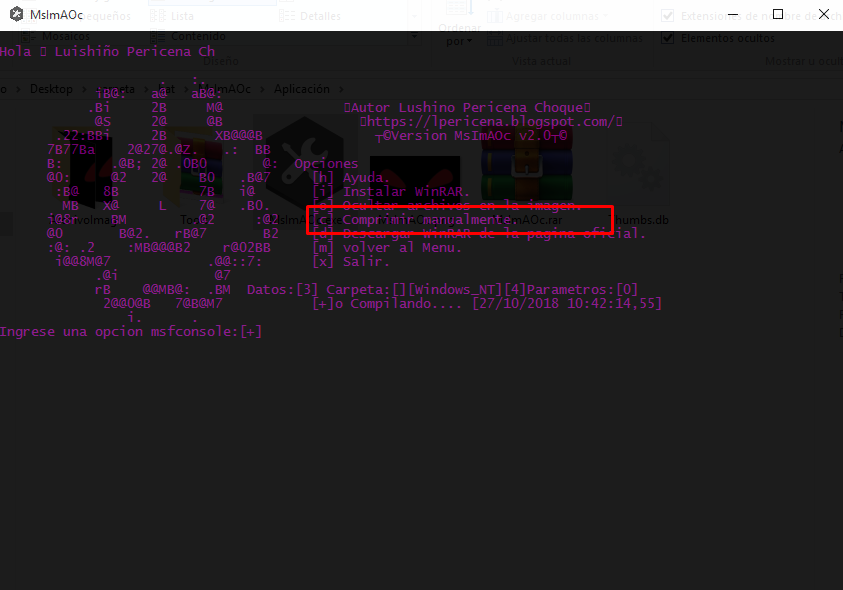 MsImAOc
Hola Luishiño Pericena Ch
Pequeños Lista Detalles
Mosaicos Contenido
Diseño
Ordenar
por
Agregar columnas
Ajustar todas las columnas
Vista actual
Extensiones de
Elementos ocultos
Mostrar u ocult
Desktop > > > Aplicación >
Autor Lushino Pericena Choque
https://lpericena.blogspot.com/
┬©Version MsImAOc v2.0┬©
Opciones
[h] Ayuda.
[i] Instalar WinRAR.
[o] Ocultar archivos en la imagen.
[c] Comprimir manualmente.
[d] Descargar WinRAR de la pagina oficial.
[m] volver al Menu.
[x] Salir.
Thumbs.db
Datos:[3] Carpeta:[][Windows_NT][4]Parametros:[0]
[+]o Compilando.... [27/10/2018 10:42:14,55]
Ingrese una opcion msfconsole:[+]